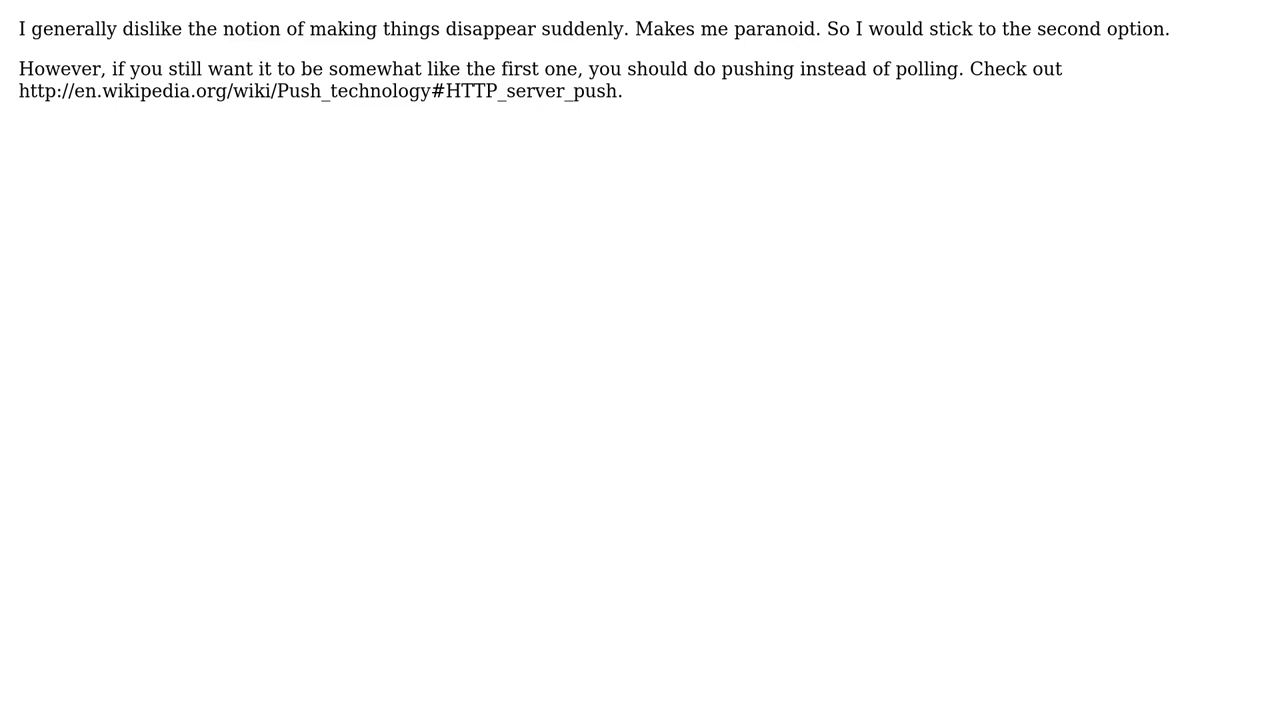 I generally dislike the notion of making things disappear suddenly. Makes me paranoid. So I would stick to the second option.
However, if you still want it to be somewhat like the first one, you should do pushing instead of polling. Check out
http://en.wikipedia.org/wiki/Push_technology#HTTP_server_push.